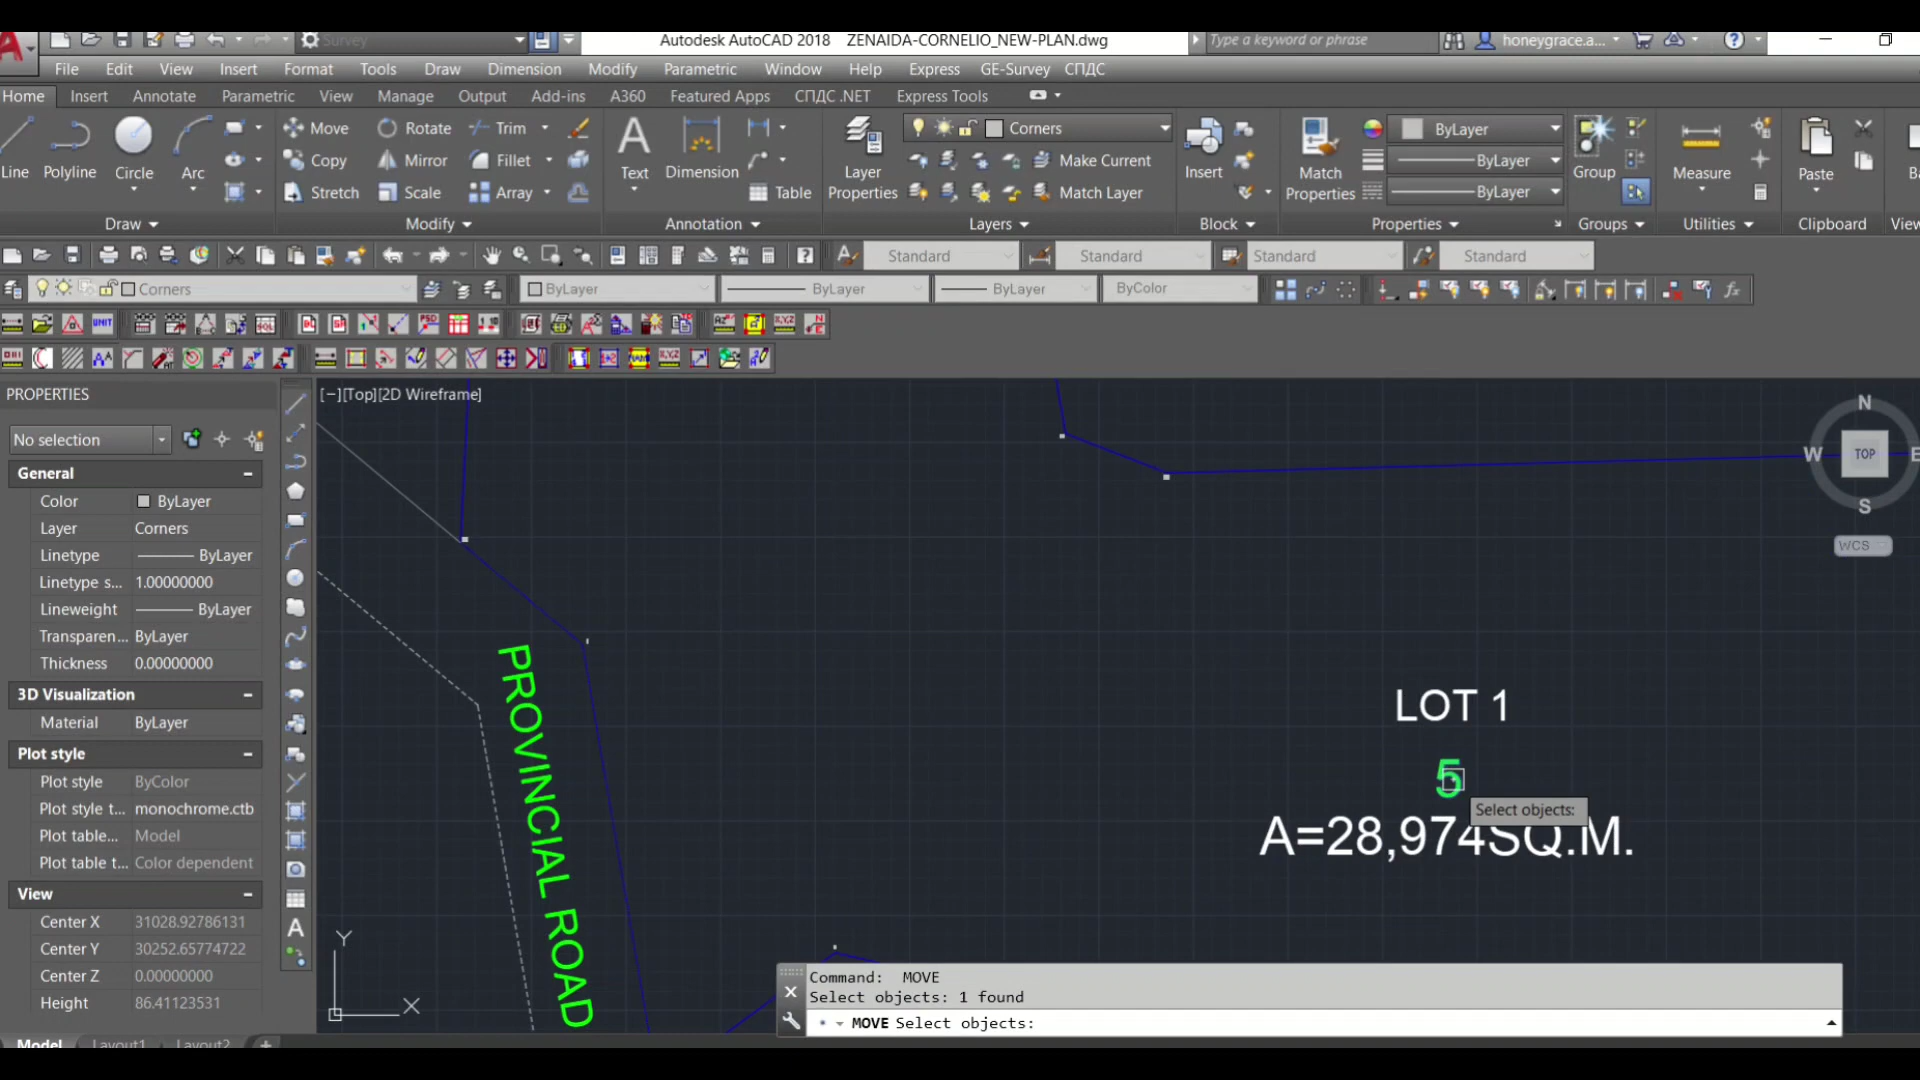 Survey
Autodesk AutoCAD 2018 ZENAIDA-CORNELIO_NEW-PLAN.dwg
Type a keyword or phrase
honeygrace.a...
File Edit View Insert Format Tools Draw Dimension Modify Parametric Window Help Express GE-Survey СПДС
Home Insert Annotate Parametric View Manage Output Add-ins A360 Featured Apps СПДС .NET Express Tools
Line Polyline Circle Arc
Move Rotate Trim
Copy Mirror Fillet
Stretch Scale Array
Text Dimension Table
Layer Properties
Corners
Make Current
Match Layer
Insert
Match Properties
ByLayer
ByLayer
ByLayer
Group
Measure
Paste
Draw Modify Annotation Layers Block Properties Groups Utilities Clipboard View
Standard Standard Standard Standard
Corners ByLayer ByLayer ByLayer ByColor
UNIT
PROPERTIES
No selection
General
Color ByLayer
Layer Corners
Linetype ByLayer
Linetype s... 1.00000000
Lineweight ByLayer
Transparen... ByLayer
Thickness 0.00000000
3D Visualization
Material ByLayer
Plot style
Plot style ByColor
Plot style t... monochrome.ctb
Plot table... Model
Plot table t... Color dependent
View
Center X 31028.92786131
Center Y 30252.65774722
Center Z 0.00000000
Height 86.41123531
[−][Top][2D Wireframe]
N
W TOP E
S
WCS
PROVINCIAL ROAD
LOT 1
5
Select objects:
A=28,974SQ.M.
Y
X
Command: MOVE
Select objects: 1 found
MOVE Select objects:
Model Layout1 Layout2 +